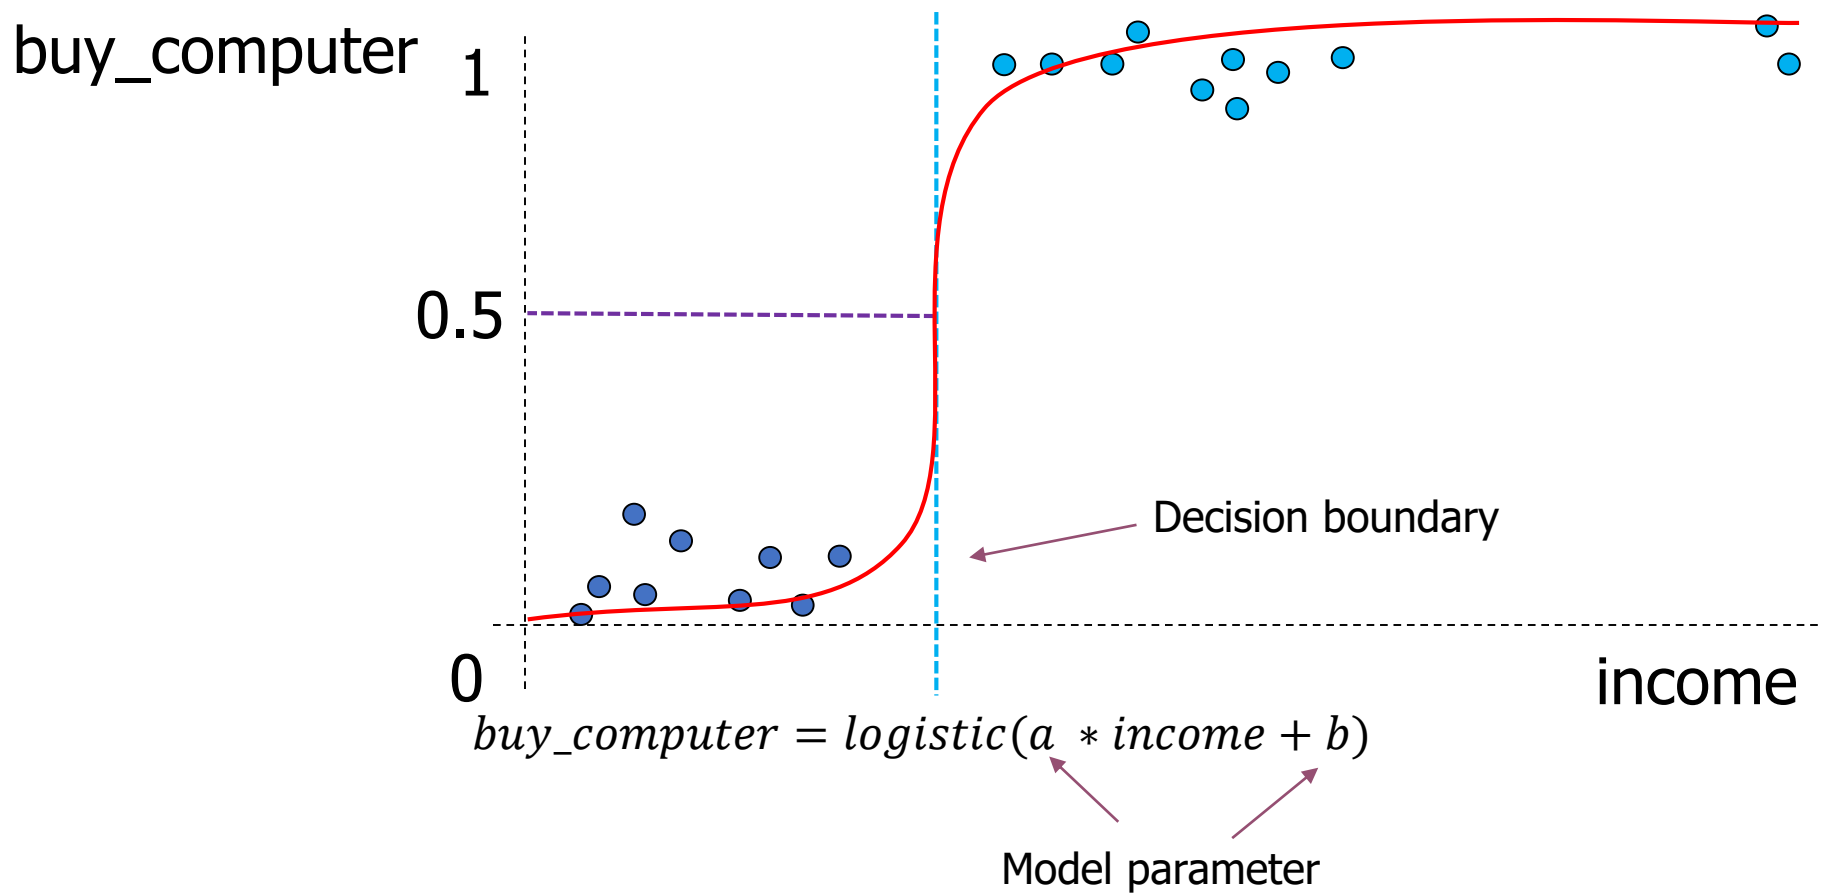 buy_computer
1
0.5
Decision boundary
0
income
buy_computer = logistic(a * income + b)
Model parameter